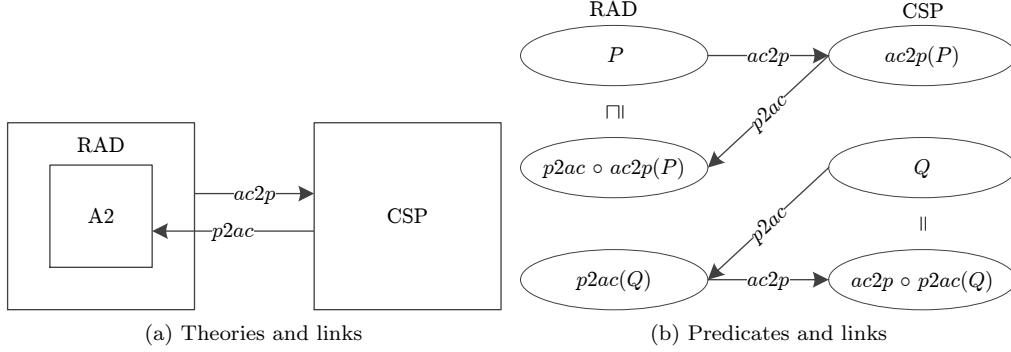 RAD
A2
ac2p
p2ac
CSP
(a) Theories and links
RAD CSP
P ac2p ac2p(P)
p2ac
⊓=
p2ac ∘ ac2p(P) Q
p2ac
=
p2ac(Q) ac2p ac2p ∘ p2ac(Q)
(b) Predicates and links